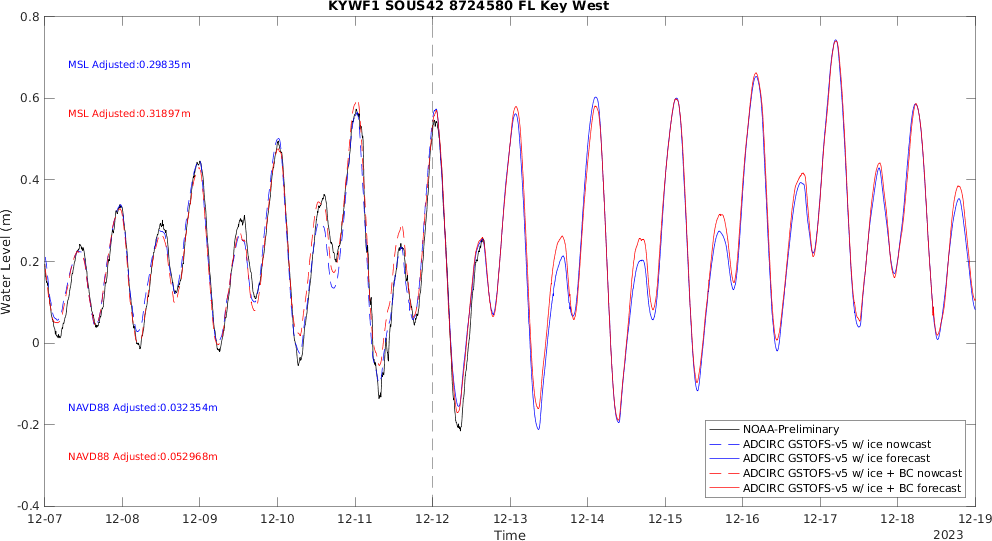 KYWF1 SOUS42 8724580 FL Key West
0.8
0.6
0.4
0.2
0
-0.2
-0.4
Water Level (m)
MSL Adjusted:0.29835m
MSL Adjusted:0.31897m
NAVD88 Adjusted:0.032354m
NAVD88 Adjusted:0.052968m
NOAA-Preliminary
ADCIRC GSTOFS-v5 w/ ice nowcast
ADCIRC GSTOFS-v5 w/ ice forecast
ADCIRC GSTOFS-v5 w/ ice + BC nowcast
ADCIRC GSTOFS-v5 w/ ice + BC forecast
12-07 12-08 12-09 12-10 12-11 12-12 12-13 12-14 12-15 12-16 12-17 12-18 12-19
Time
2023